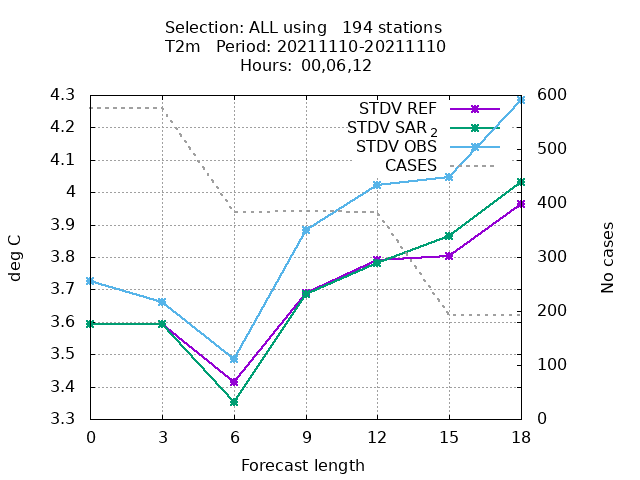 Selection: ALL using   194 stations
T2m   Period: 20211110-20211110
Hours: 00,06,12
STDV REF
STDV SAR2
STDV OBS
CASES
4.3
4.2
4.1
4
3.9
3.8
3.7
3.6
3.5
3.4
3.3
deg C
600
500
400
300
200
100
0
No cases
0 3 6 9 12 15 18
Forecast length